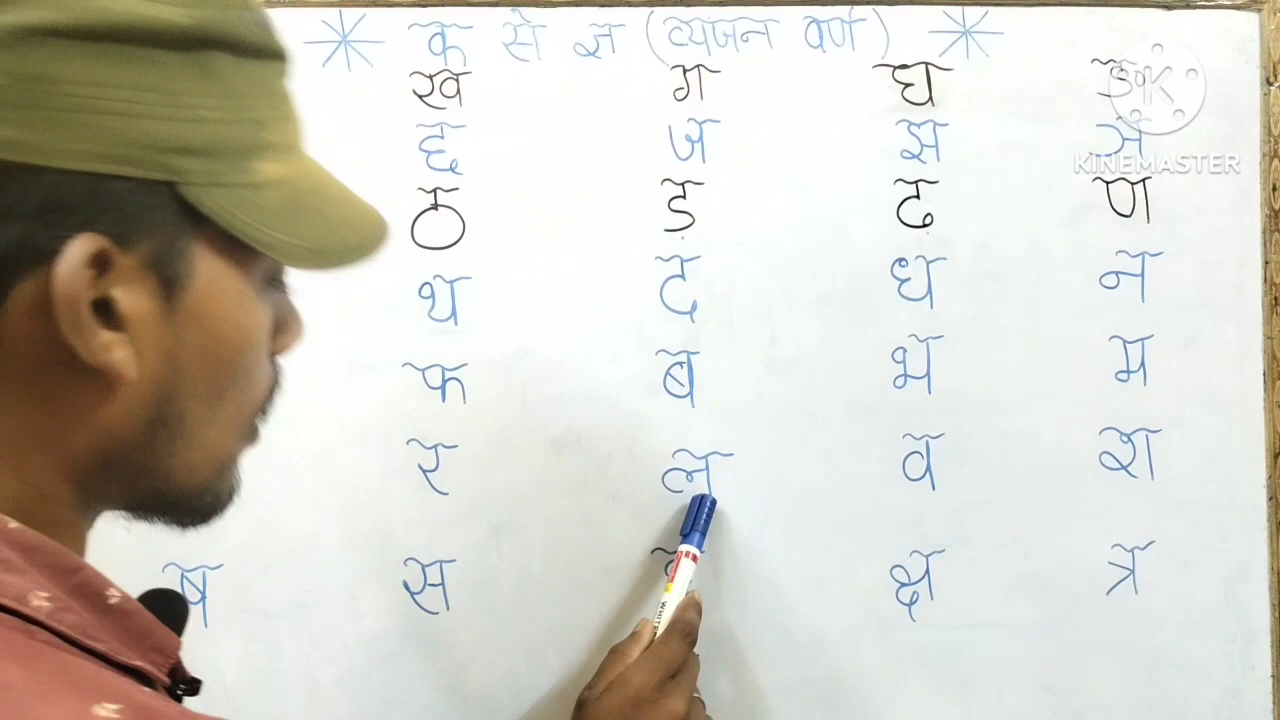 क से ज्ञ (व्यंजन वर्ण)
ख ग घ ङ
छ ज झ ञ
KINEMASTER
ठ ड ढ ण
थ द ध न
फ ब भ म
र ल व श
ष स क्ष त्र